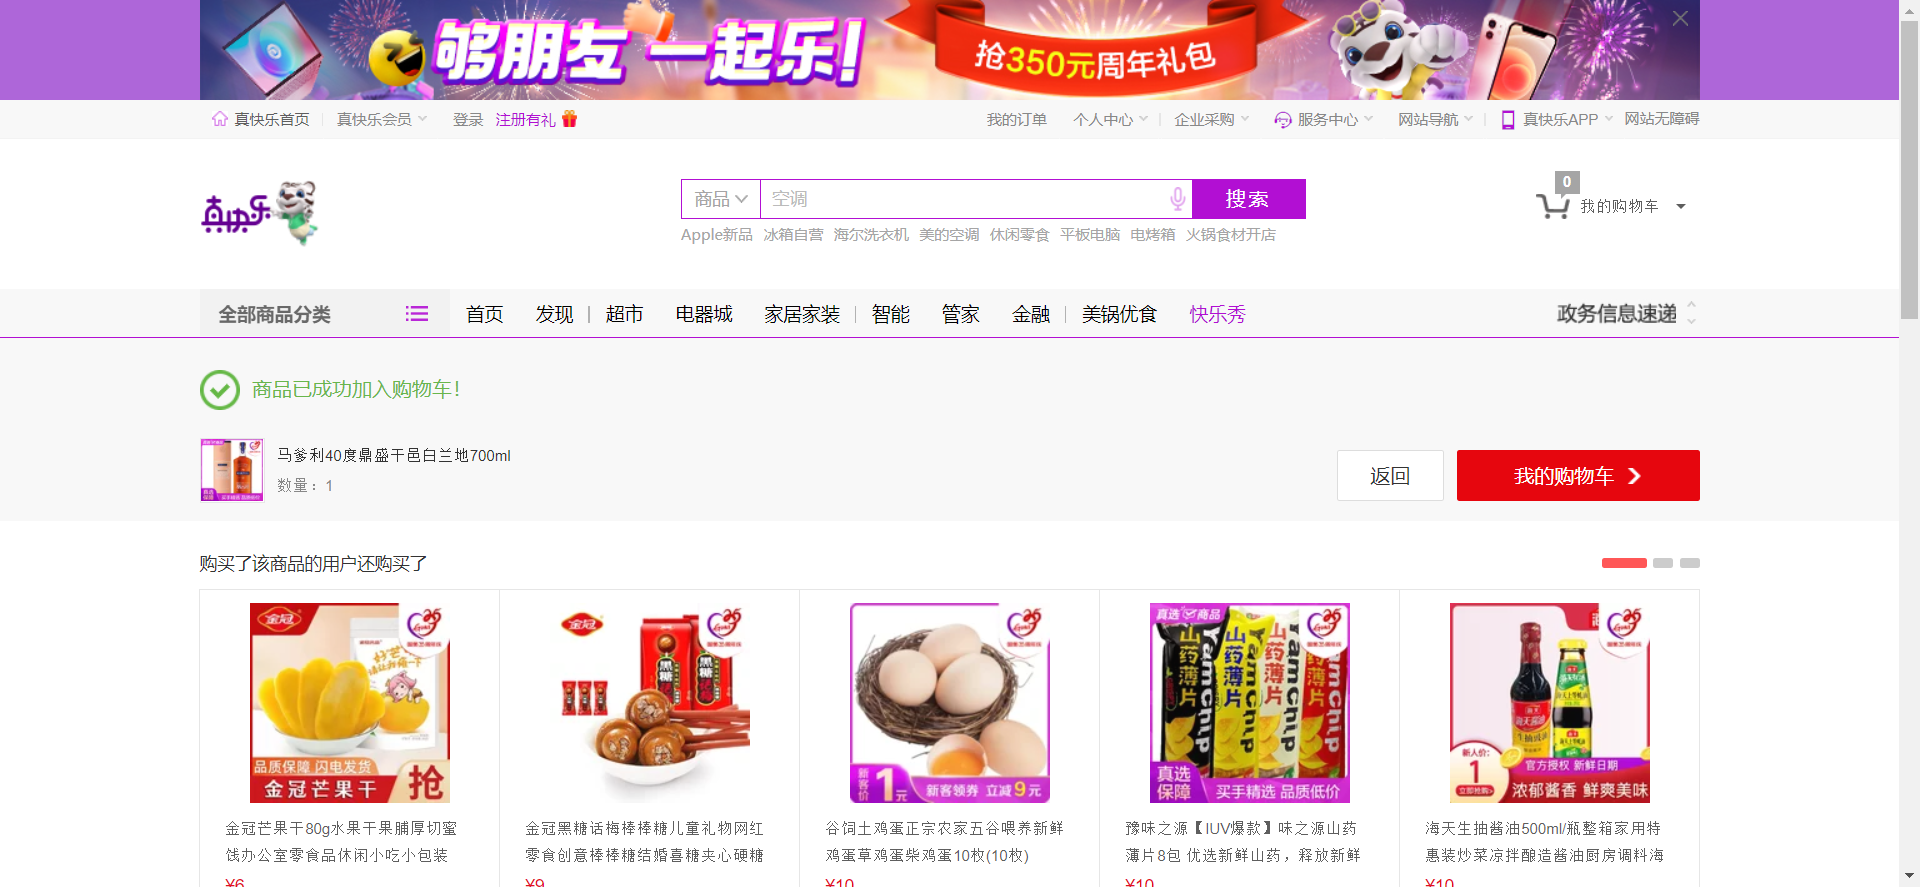 够朋友 一起乐!
抢350元周年礼包
真快乐首页
真快乐会员
登录
注册有礼
我的订单
个人中心
企业采购
服务中心
网站导航
真快乐APP
网站无障碍
真快乐
商品
空调
搜索
0
我的购物车
Apple新品 冰箱自营 海尔洗衣机 美的空调 休闲零食 平板电脑 电烤箱 火锅食材开店
全部商品分类
首页 发现 超市 电器城 家居家装 智能 管家 金融 美锅优食 快乐秀
政务信息速递
商品已成功加入购物车!
马爹利40度鼎盛干邑白兰地700ml
数量：1
返回
我的购物车
购买了该商品的用户还购买了
金冠
品质保障 闪电发货
金冠芒果干
抢
金冠芒果干80g水果干果脯厚切蜜
饯办公室零食品休闲小吃小包装
¥6
金冠
黑糖话梅
金冠黑糖话梅棒棒糖儿童礼物网红
零食创意棒棒糖结婚喜糖夹心硬糖
¥9
新客价 1元
新客领券 立减9元
谷饲土鸡蛋正宗农家五谷喂养新鲜
鸡蛋草鸡蛋柴鸡蛋10枚(10枚)
¥10
真选 商品
山药薄片
Yamchip
真选保障
买手精选 品质低价
豫味之源【IUV爆款】味之源山药
薄片8包 优选新鲜山药，释放新鲜
¥10
新人价:
1
立即抢购
官方授权 新鲜日期
浓郁酱香 鲜爽美味
海天生抽酱油500ml/瓶整箱家用特
惠装炒菜凉拌酿造酱油厨房调料海
¥10